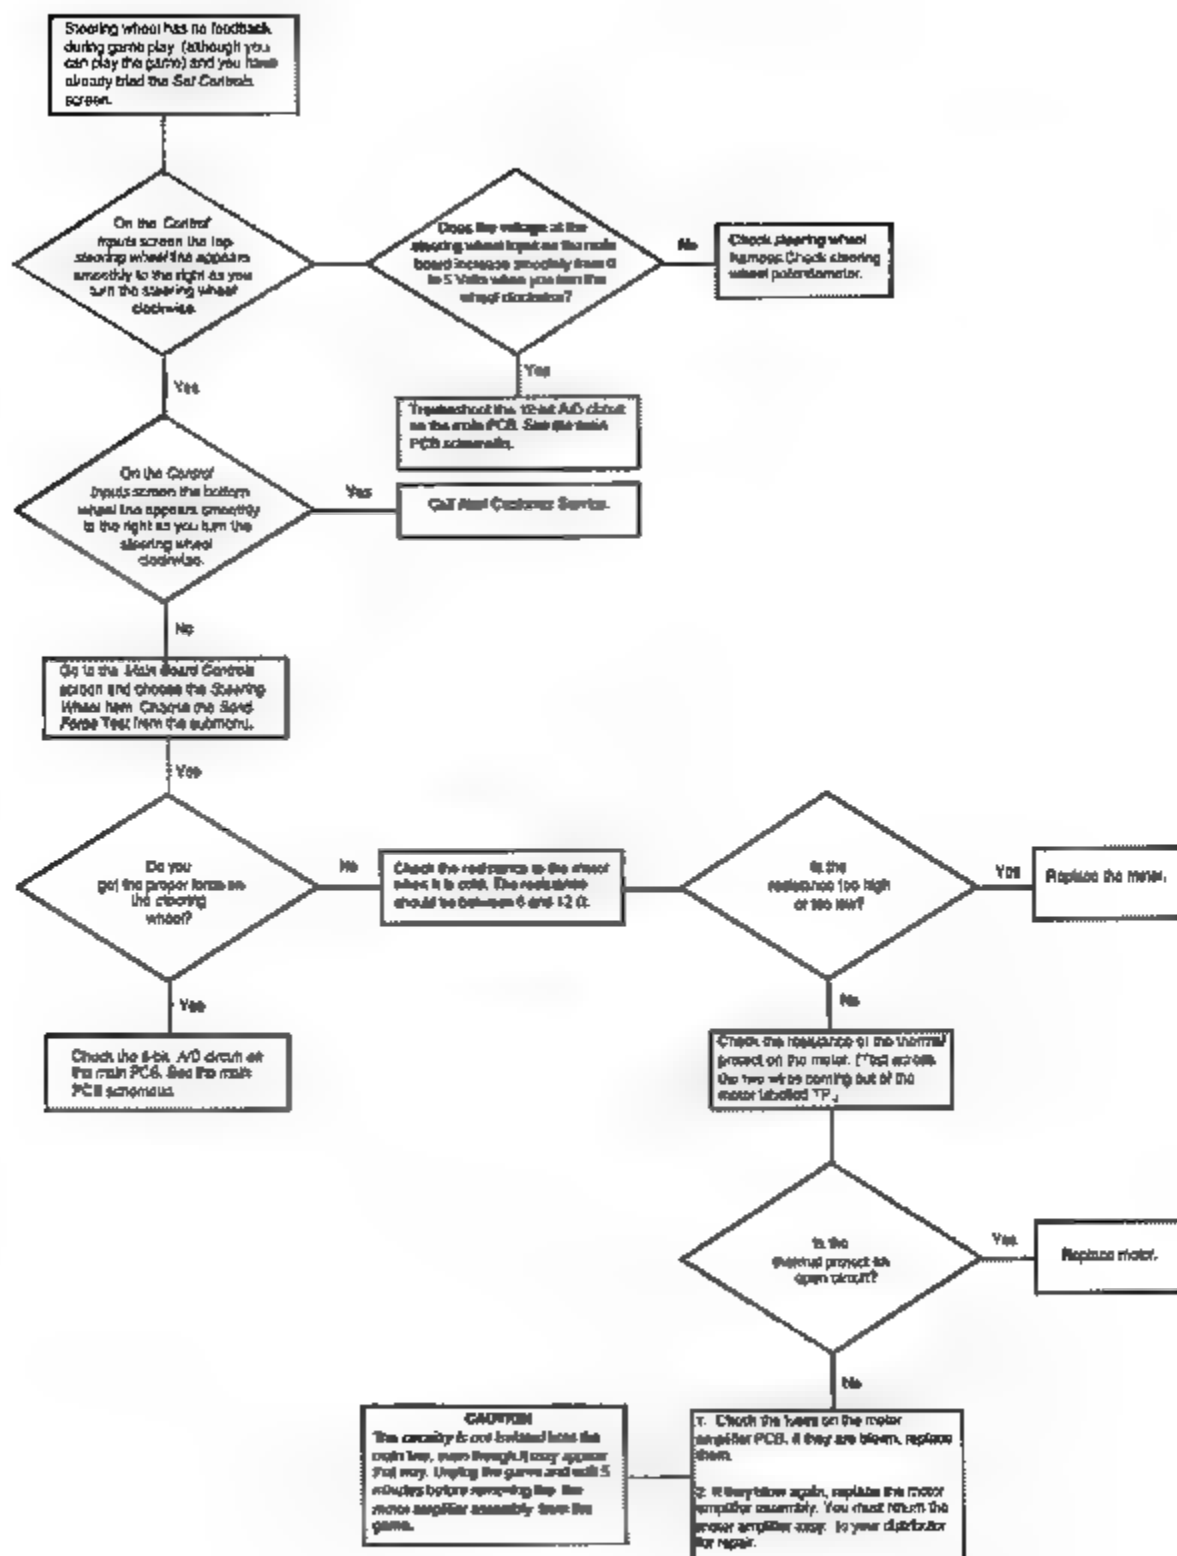 Steering wheel has no feedback
during game play (although you
can play the game) and you have
already tried the Set Controls
screen.
On the Control
Inputs screen the top
steering wheel line appears
smoothly to the right as you
turn the steering wheel
clockwise.
Does the voltage at the
steering wheel input on the main
board increase smoothly from 0
to 5 Volts when you turn the
wheel clockwise?
No
Check steering wheel
harness. Check steering
wheel potentiometer.
Yes
Troubleshoot the 12-bit A/D circuit
on the main PCB. See the main
PCB schematic.
Yes
On the Control
Inputs screen the bottom
wheel line appears smoothly
to the right as you turn the
steering wheel
clockwise.
Yes
Call Atari Customer Service.
No
Go to the Main Board Controls
screen and choose the Steering
Wheel item. Choose the Send
Force Test from the submenu.
Yes
Do you
get the proper force on
the steering
wheel?
No
Check the resistance to the motor
when it is cold. The resistance
should be between 6 and 12 Ω.
Is the
resistance too high
or too low?
Yes
Replace the motor.
Yes
Check the 8-bit A/D circuit on
the main PCB. See the main
PCB schematic.
No
Check the resistance of the thermal
protect on the motor. (Test across
the two wires coming out of the
motor labelled TP.)
Is the
thermal protect an
open circuit?
Yes
Replace motor.
No
CAUTION
The circuitry is not isolated from the
main line, even though it may appear
that way. Unplug the game and wait 5
minutes before removing the
motor amplifier assembly from the
game.
1. Check the fuses on the motor
amplifier PCB. If they are blown, replace
them.
2. If they blow again, replace the motor
amplifier assembly. You must return the
motor amplifier assy. to your distributor
for repair.